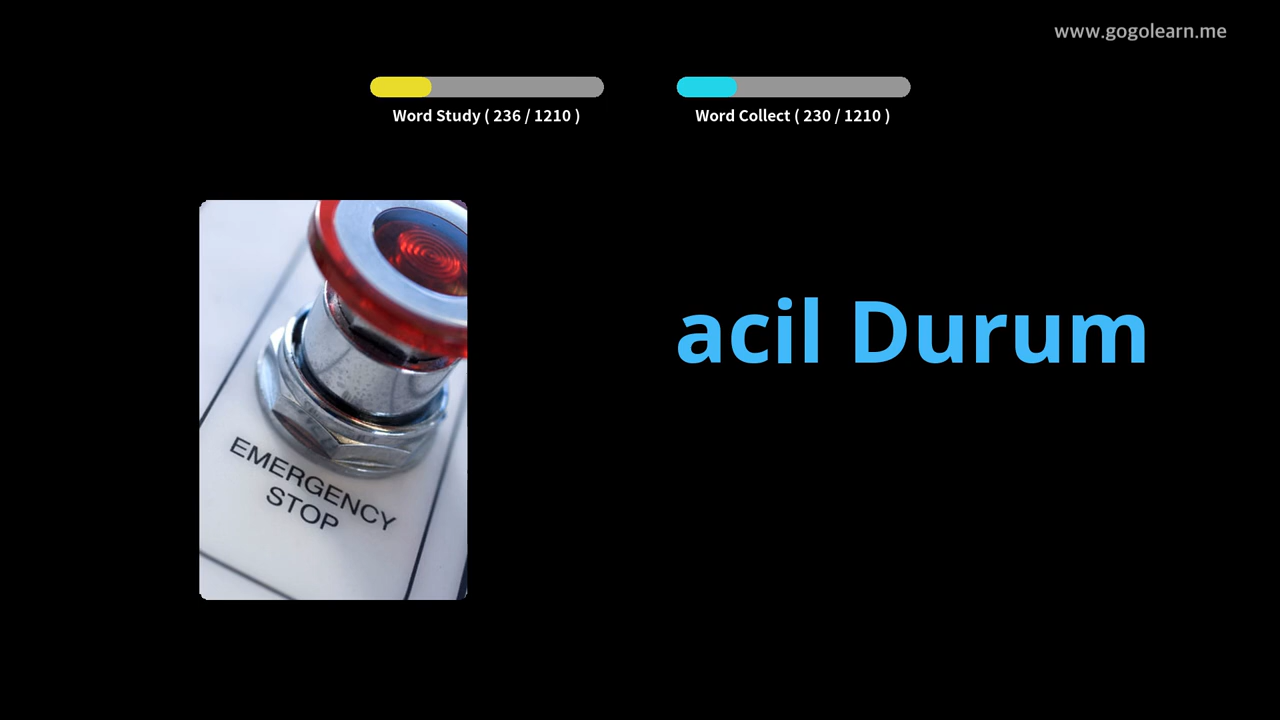 www.gogolearn.me
Word Study ( 236 / 1210 )
Word Collect ( 230 / 1210 )
acil Durum
EMERGENCY
STOP